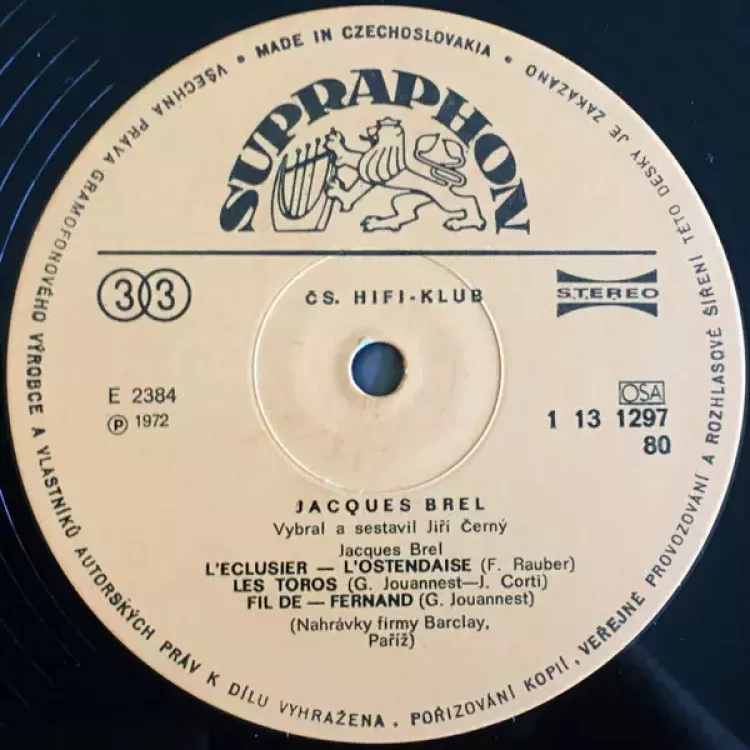 VŠECHNA PRÁVA GRAMOFONOVÉHO VÝROBCE A VLASTNÍKŮ AUTORSKÝCH PRÁV K DÍLU VYHRAŽENA. POŘIZOVÁNÍ KOPIÍ, VEŘEJNÉ PROVOZOVÁNÍ A ROZHLASOVÉ ŠÍŘENÍ TÉTO DESKY JE ZAKÁZÁNO
• MADE IN CZECHOSLOVAKIA •
SUPRAPHON
33
ČS. HIFI-KLUB
STEREO
E 2384
℗ 1972
OSA
1 13 1297
80
JACQUES BREL
Vybral a sestavil Jiří Černý
Jacques Brel
L'ECLUSIER — L'OSTENDAISE (F. Rauber)
LES TOROS (G. Jouannest—J. Corti)
FIL DE — FERNAND (G. Jouannest)
(Nahrávky firmy Barclay,
Paříž)